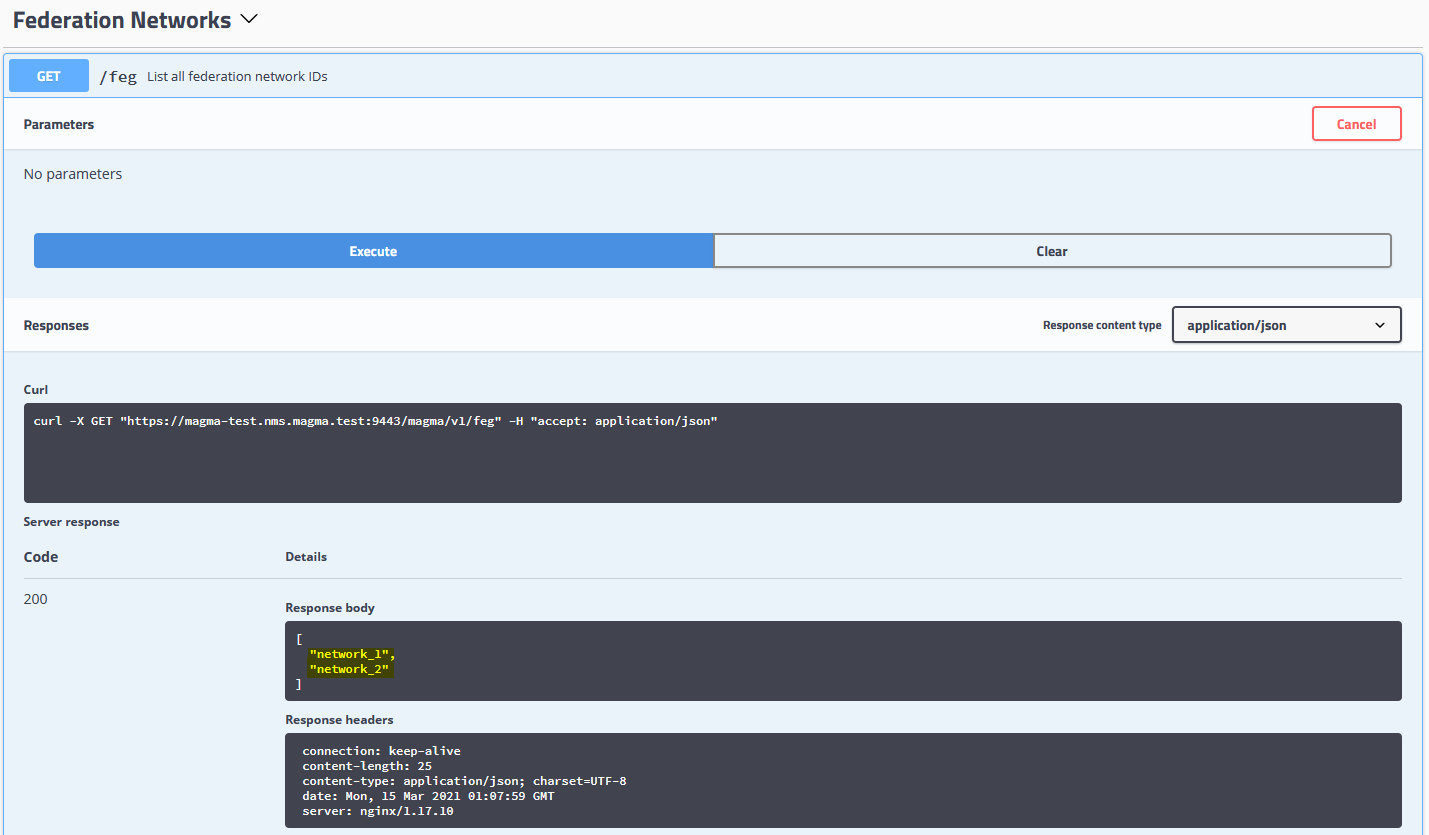 Federation Networks
GET /feg List all federation network IDs
Parameters Cancel
No parameters
Execute Clear
Responses Response content type application/json
Curl
curl -X GET "https://magma-test.nms.magma.test:9443/magma/v1/feg" -H "accept: application/json"
Server response
Code Details
200
Response body
[
"network_1",
"network_2"
]
Response headers
connection: keep-alive
content-length: 25
content-type: application/json; charset=UTF-8
date: Mon, 15 Mar 2021 01:07:59 GMT
server: nginx/1.17.10